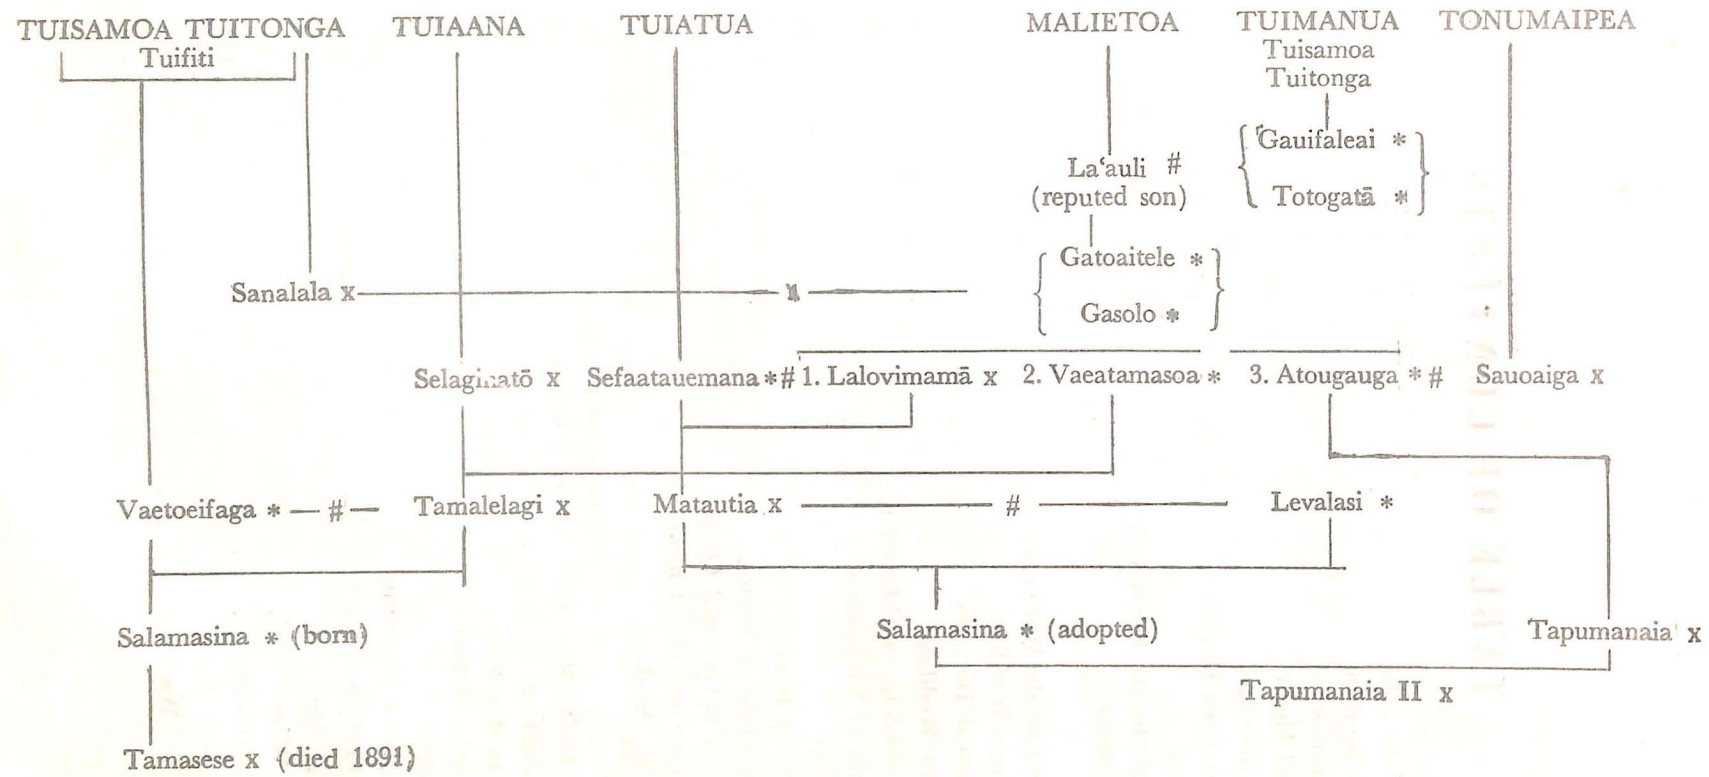 TUISAMOA TUITONGA TUIAANA TUIATUA MALIETOA TUIMANUA TONUMAIPEA
Tuifiti Tuisamoa
Tuitonga
Gauifaleai *
La‘auli #
(reputed son) Totogatā *
Gatoaitele *
Sanalala x x
Gasolo *
Selaginatō x Sefaatauemana *# 1. Lalovimamā x 2. Vaeatamasoa * 3. Atougauga * # Sauoaiga x
Vaetoeifaga * — # — Tamalelagi x Matautia x # Levalasi *
Salamasina * (born) Salamasina * (adopted) Tapumanaia x
Tapumanaia II x
Tamasese x (died 1891)